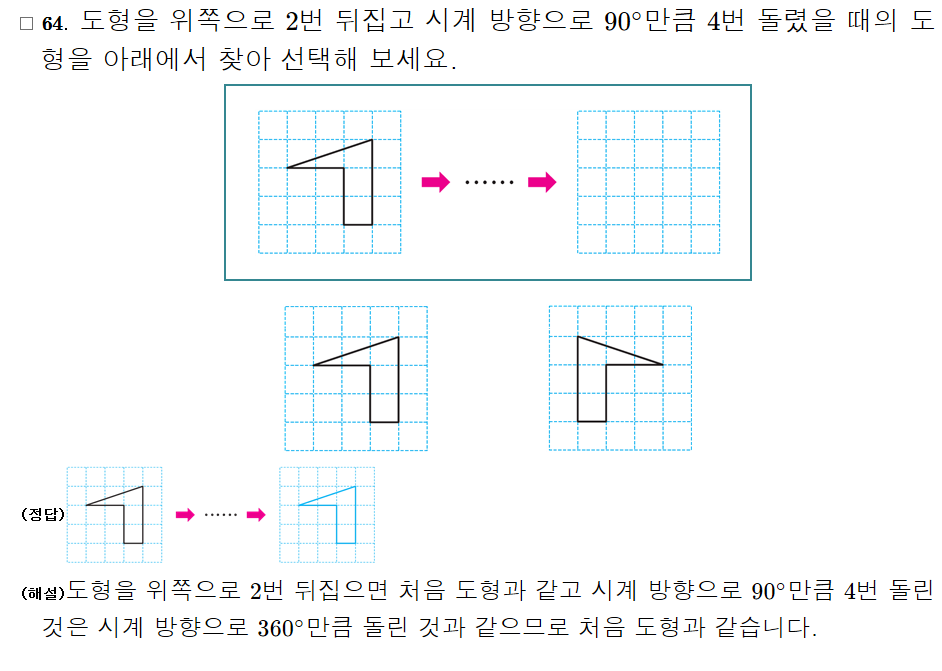 □ 64. 도형을 위쪽으로 2번 뒤집고 시계 방향으로 90°만큼 4번 돌렸을 때의 도
형을 아래에서 찾아 선택해 보세요.
······
(정답)
······
(해설)도형을 위쪽으로 2번 뒤집으면 처음 도형과 같고 시계 방향으로 90°만큼 4번 돌린
것은 시계 방향으로 360°만큼 돌린 것과 같으므로 처음 도형과 같습니다.